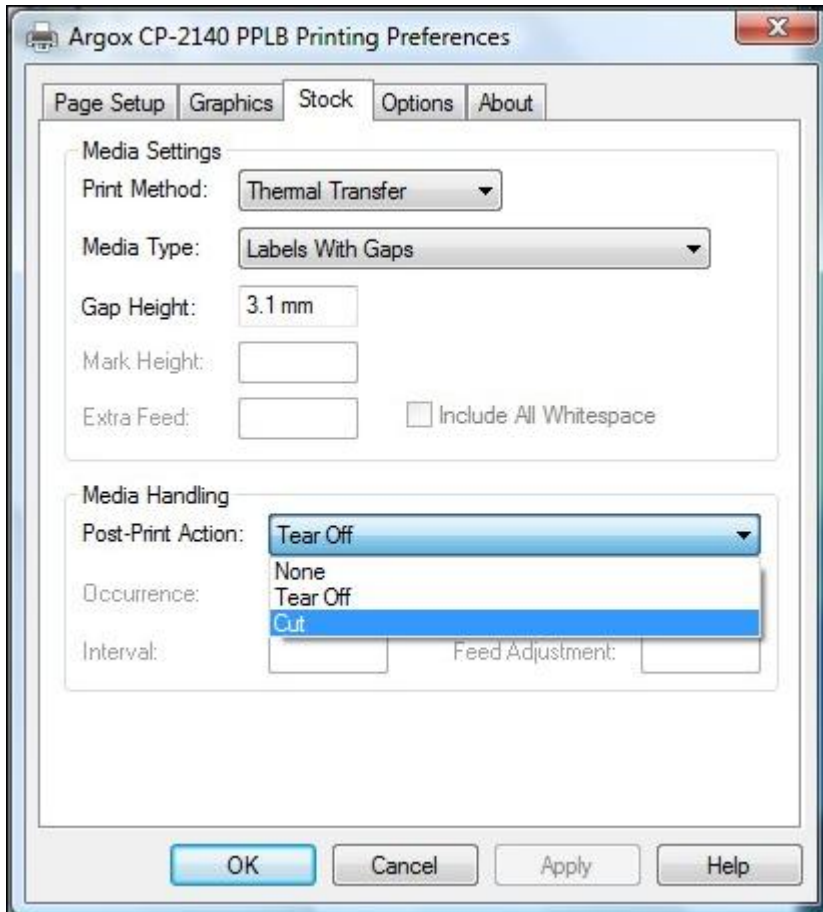 Argox CP-2140 PPLB Printing Preferences
Page Setup Graphics Stock Options About
Media Settings
Print Method: Thermal Transfer
Media Type: Labels With Gaps
Gap Height: 3.1 mm
Mark Height:
Extra Feed: Include All Whitespace
Media Handling
Post-Print Action: Tear Off
None
Occurrence: Tear Off
Cut
Interval: Feed Adjustment:
OK Cancel Apply Help